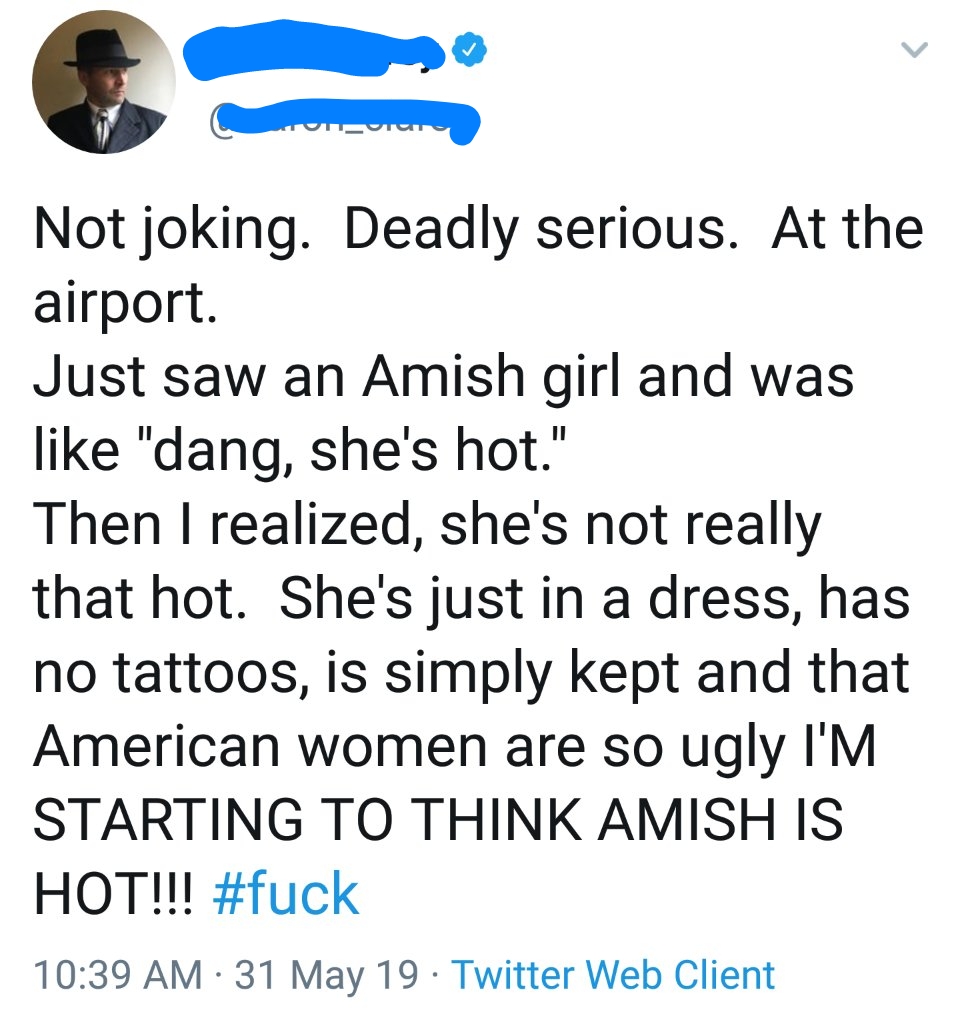 Not joking.  Deadly serious.  At the
airport.
Just saw an Amish girl and was
like "dang, she's hot."
Then I realized, she's not really
that hot.  She's just in a dress, has
no tattoos, is simply kept and that
American women are so ugly I'M
STARTING TO THINK AMISH IS
HOT!!! #fuck
10:39 AM · 31 May 19 · Twitter Web Client